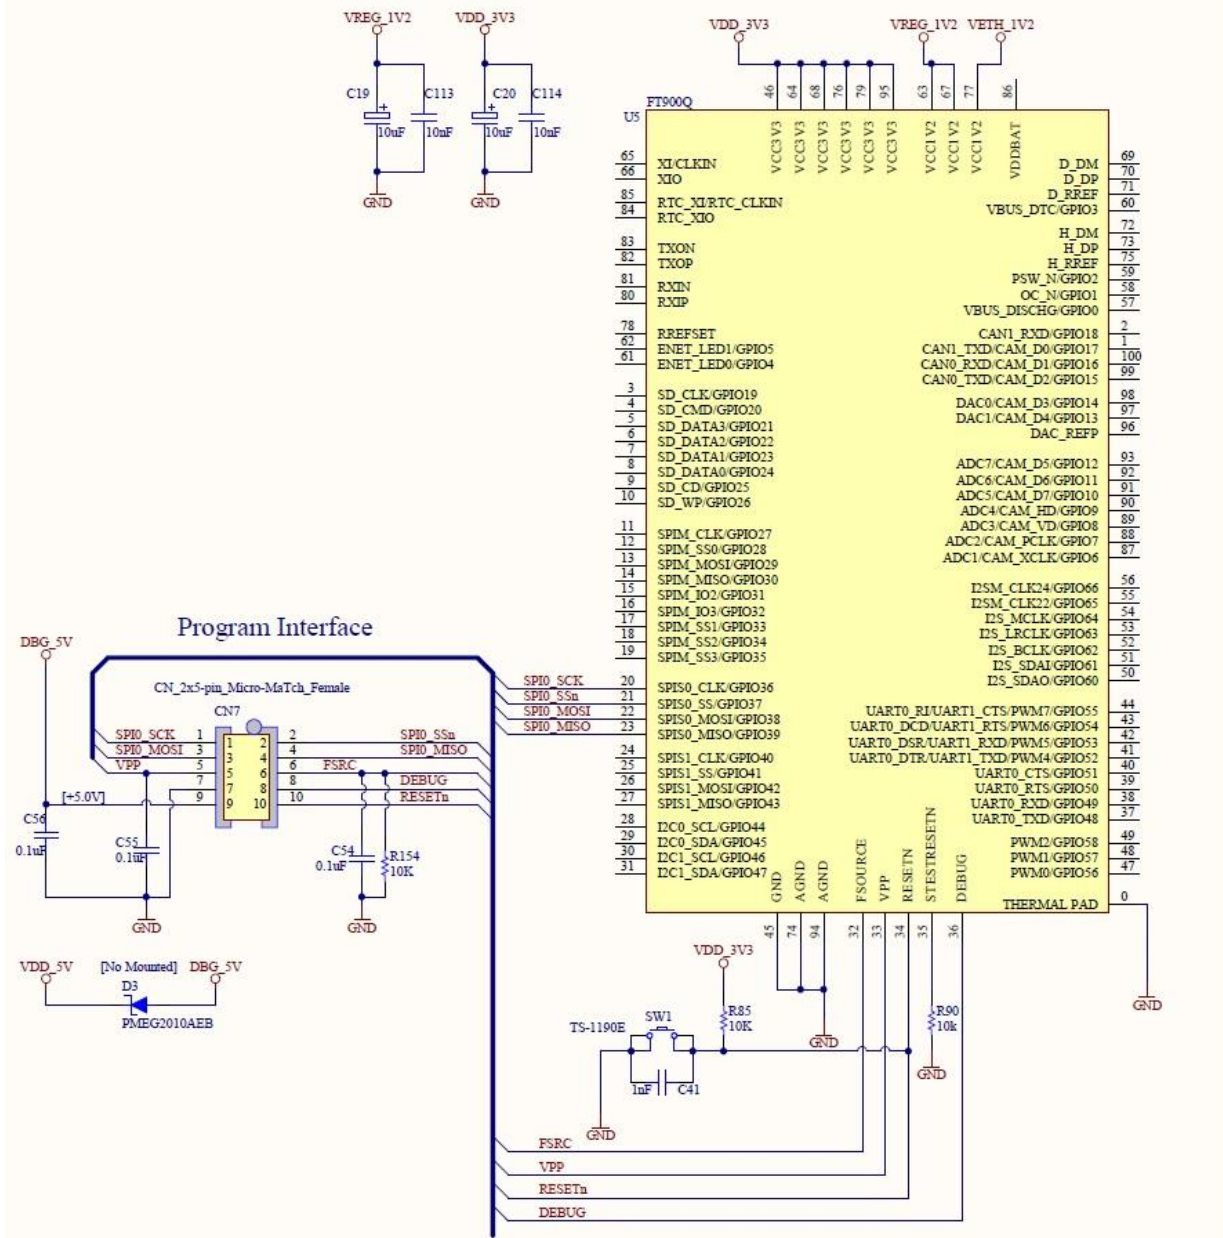 VREG_1V2
VDD_3V3
C19
10uF
C113
10nF
C20
10uF
C114
10nF
GND
GND
VDD_3V3
VREG_1V2
VETH_1V2
46
64
68
76
79
95
63
67
77
86
U5
FT900Q
VCC3V3
VCC3V3
VCC3V3
VCC3V3
VCC3V3
VCC3V3
VCC1V2
VCC1V2
VCC1V2
VDDBAT
65 XI/CLKIN
66 XIO
85 RTC_XI/RTC_CLKIN
84 RTC_XIO
83 TXON
82 TXOP
81 RXIN
80 RXIP
78 RREFSET
62 ENET_LED1/GPIO5
61 ENET_LED0/GPIO4
3 SD_CLK/GPIO19
4 SD_CMD/GPIO20
5 SD_DATA3/GPIO21
6 SD_DATA2/GPIO22
7 SD_DATA1/GPIO23
8 SD_DATA0/GPIO24
9 SD_CD/GPIO25
10 SD_WP/GPIO26
11 SPIM_CLK/GPIO27
12 SPIM_SS0/GPIO28
13 SPIM_MOSI/GPIO29
14 SPIM_MISO/GPIO30
15 SPIM_IO2/GPIO31
16 SPIM_IO3/GPIO32
17 SPIM_SS1/GPIO33
18 SPIM_SS2/GPIO34
19 SPIM_SS3/GPIO35
SPI0_SCK 20 SPIS0_CLK/GPIO36
SPI0_SSn 21 SPIS0_SS/GPIO37
SPI0_MOSI 22 SPIS0_MOSI/GPIO38
SPI0_MISO 23 SPIS0_MISO/GPIO39
24 SPIS1_CLK/GPIO40
25 SPIS1_SS/GPIO41
26 SPIS1_MOSI/GPIO42
27 SPIS1_MISO/GPIO43
28 I2C0_SCL/GPIO44
29 I2C0_SDA/GPIO45
30 I2C1_SCL/GPIO46
31 I2C1_SDA/GPIO47
D_DM 69
D_DP 70
D_RREF 71
VBUS_DTC/GPIO3 60
H_DM 72
H_DP 73
H_RREF 75
PSW_N/GPIO2 59
OC_N/GPIO1 58
VBUS_DISCHG/GPIO0 57
CAN1_RXD/GPIO18 2
CAN1_TXD/CAM_D0/GPIO17 1
CAN0_RXD/CAM_D1/GPIO16 100
CAN0_TXD/CAM_D2/GPIO15 99
DAC0/CAM_D3/GPIO14 98
DAC1/CAM_D4/GPIO13 97
DAC_REFP 96
ADC7/CAM_D5/GPIO12 93
ADC6/CAM_D6/GPIO11 92
ADC5/CAM_D7/GPIO10 91
ADC4/CAM_HD/GPIO9 90
ADC3/CAM_VD/GPIO8 89
ADC2/CAM_PCLK/GPIO7 88
ADC1/CAM_XCLK/GPIO6 87
I2SM_CLK24/GPIO66 56
I2SM_CLK22/GPIO65 55
I2S_MCLK/GPIO64 54
I2S_LRCLK/GPIO63 53
I2S_BCLK/GPIO62 52
I2S_SDAI/GPIO61 51
I2S_SDAO/GPIO60 50
UART0_RI/UART1_CTS/PWM7/GPIO55 44
UART0_DCD/UART1_RTS/PWM6/GPIO54 43
UART0_DSR/UART1_RXD/PWM5/GPIO53 42
UART0_DTR/UART1_TXD/PWM4/GPIO52 41
UART0_CTS/GPIO51 40
UART0_RTS/GPIO50 39
UART0_RXD/GPIO49 38
UART0_TXD/GPIO48 37
PWM2/GPIO58 49
PWM1/GPIO57 48
PWM0/GPIO56 47
THERMAL PAD 0
GND
GND
AGND
AGND
FSOURCE
VPP
RESETN
STESTRESETN
DEBUG
45
74
94
32
33
34
35
36
Program Interface
DBG_5V
CN_2x5-pin_Micro-MaTch_Female
CN7
SPI0_SCK 1 1 2 2 SPI0_SSn
SPI0_MOSI 3 3 4 4 SPI0_MISO
VPP 5 5 6 6 FSRC
7 7 8 8 DEBUG
[+5.0V] 9 9 10 10 RESETn
C56
0.1uF
C55
0.1uF
C54
0.1uF
R154
10K
GND
GND
VDD_5V
[No Mounted]
DBG_5V
D3
PMEG2010AEB
VDD_3V3
R85
10K
TS-1190E
SW1
1nF
C41
GND
GND
R90
10k
GND
FSRC
VPP
RESETn
DEBUG